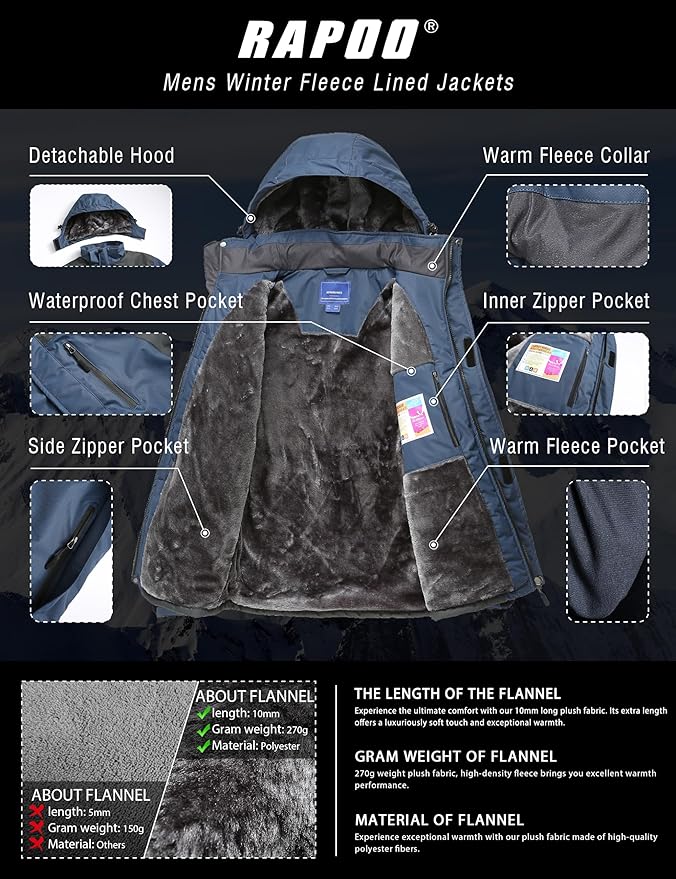 RAPOO®
Mens Winter Fleece Lined Jackets
Detachable Hood
Warm Fleece Collar
Waterproof Chest Pocket
Inner Zipper Pocket
Side Zipper Pocket
Warm Fleece Pocket
ABOUT FLANNEL
length: 10mm
Gram weight: 270g
Material: Polyester
ABOUT FLANNEL
length: 5mm
Gram weight: 150g
Material: Others
THE LENGTH OF THE FLANNEL
Experience the ultimate comfort with our 10mm long plush fabric. Its extra length
offers a luxuriously soft touch and exceptional warmth.
GRAM WEIGHT OF FLANNEL
270g weight plush fabric, high-density fleece brings you excellent warmth
performance.
MATERIAL OF FLANNEL
Experience exceptional warmth with our plush fabric made of high-quality
polyester fibers.